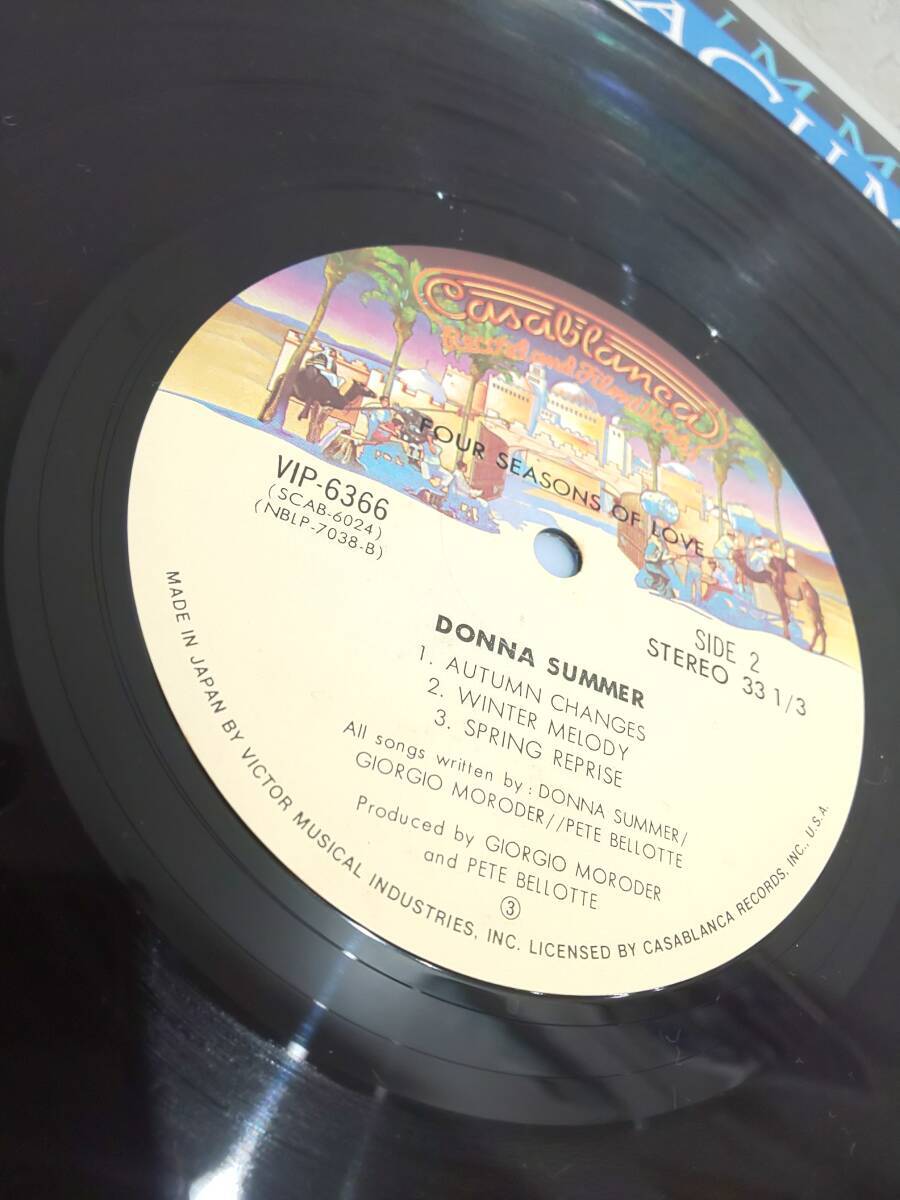 Casablanca
Record and FilmWorks
FOUR SEASONS OF LOVE
VIP-6366
(SCAB-6024)
(NBLP-7038-B)
SIDE 2
STEREO 33 1/3
DONNA SUMMER
1. AUTUMN CHANGES
2. WINTER MELODY
3. SPRING REPRISE
All songs written by: DONNA SUMMER/
GIORGIO MORODER//PETE BELLOTTE
Produced by GIORGIO MORODER
and PETE BELLOTTE
③
MADE IN JAPAN BY VICTOR MUSICAL INDUSTRIES, INC. LICENSED BY CASABLANCA RECORDS, INC., U.S.A.